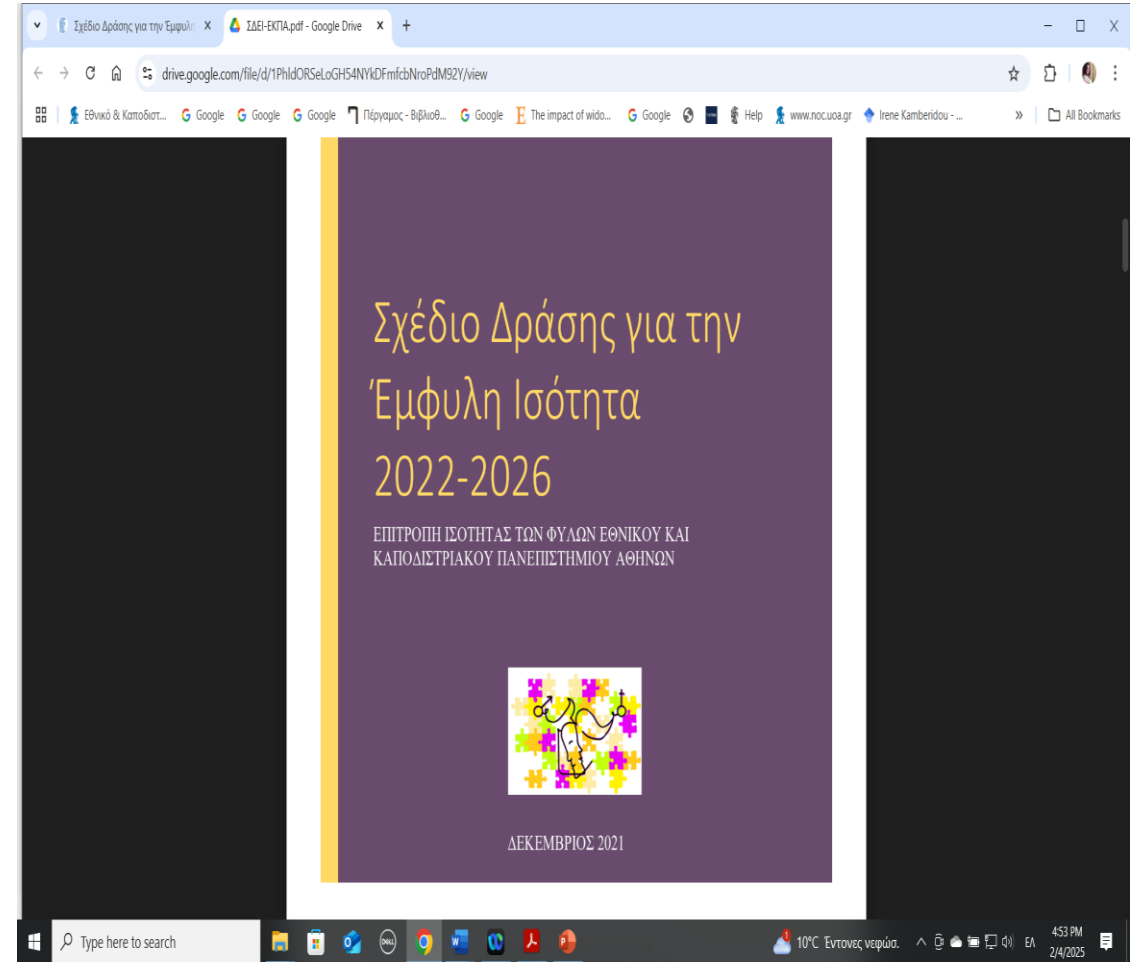 Σχέδιο Δράσης για την Έμφυλη
ΣΔΕΙ-ΕΚΠΑ.pdf - Google Drive
drive.google.com/file/d/1PhldORSeLoGH54NYkDFmfcbNroPdM92Y/view
Εθνικό & Καποδιστ... Google Google Google Πέργαμος - Βιβλιοθ... Google The impact of wido... Google Help www.noc.uoa.gr Irene Kamberidou - ... » All Bookmarks
Σχέδιο Δράσης για την
Έμφυλη Ισότητα
2022-2026
ΕΠΙΤΡΟΠΗ ΙΣΟΤΗΤΑΣ ΤΩΝ ΦΥΛΩΝ ΕΘΝΙΚΟΥ ΚΑΙ
ΚΑΠΟΔΙΣΤΡΙΑΚΟΥ ΠΑΝΕΠΙΣΤΗΜΙΟΥ ΑΘΗΝΩΝ
ΔΕΚΕΜΒΡΙΟΣ 2021
Type here to search
DELL
1
10°C Έντονες νεφώσ.
ΕΛ
4:53 PM
2/4/2025